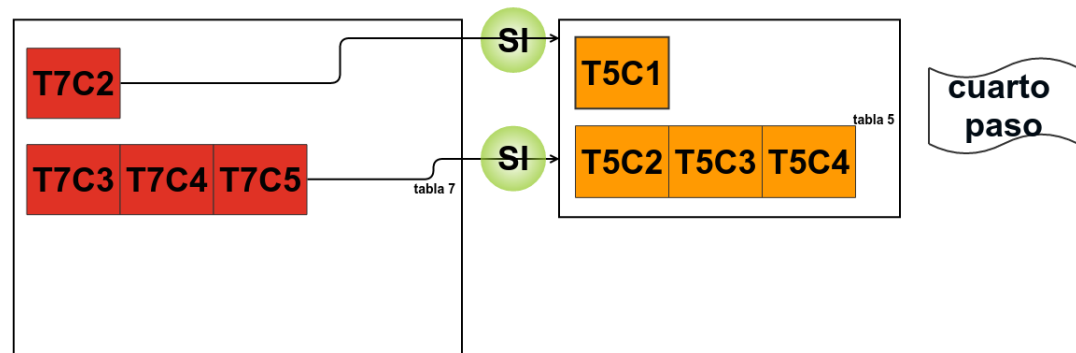 T7C2
SI
T5C1
cuarto
paso
tabla 5
T7C3 T7C4 T7C5
tabla 7
SI
T5C2 T5C3 T5C4